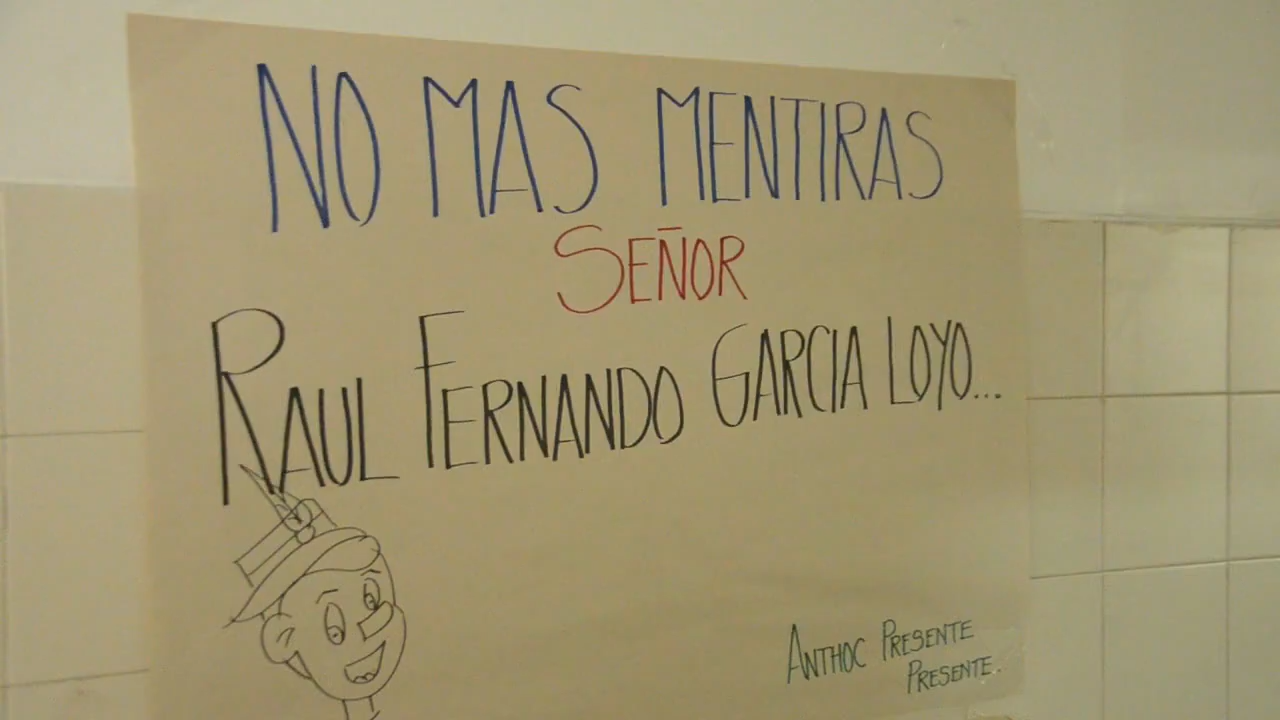 NO MAS MENTIRAS
SEÑOR
RAUL FERNANDO GARCIA LOYO...
ANTHOC PRESENTE
PRESENTE.